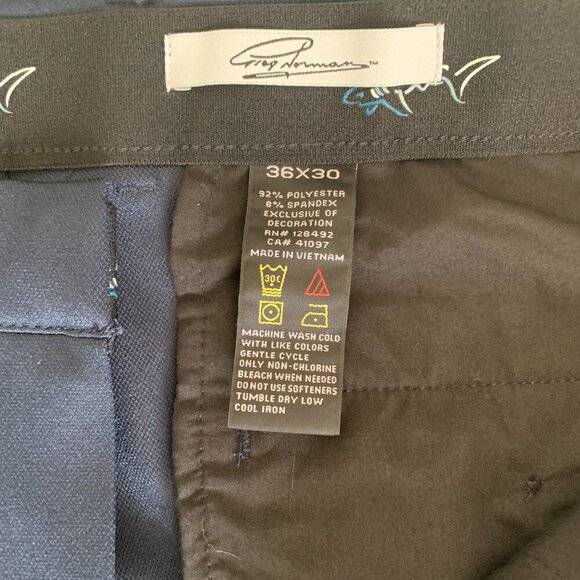 Greg Norman™
36X30
92% POLYESTER
8% SPANDEX
EXCLUSIVE OF
DECORATION
RN# 128492
CA# 41097
MADE IN VIETNAM
30C
MACHINE WASH COLD
WITH LIKE COLORS
GENTLE CYCLE
ONLY NON-CHLORINE
BLEACH WHEN NEEDED
DO NOT USE SOFTENERS
TUMBLE DRY LOW
COOL IRON